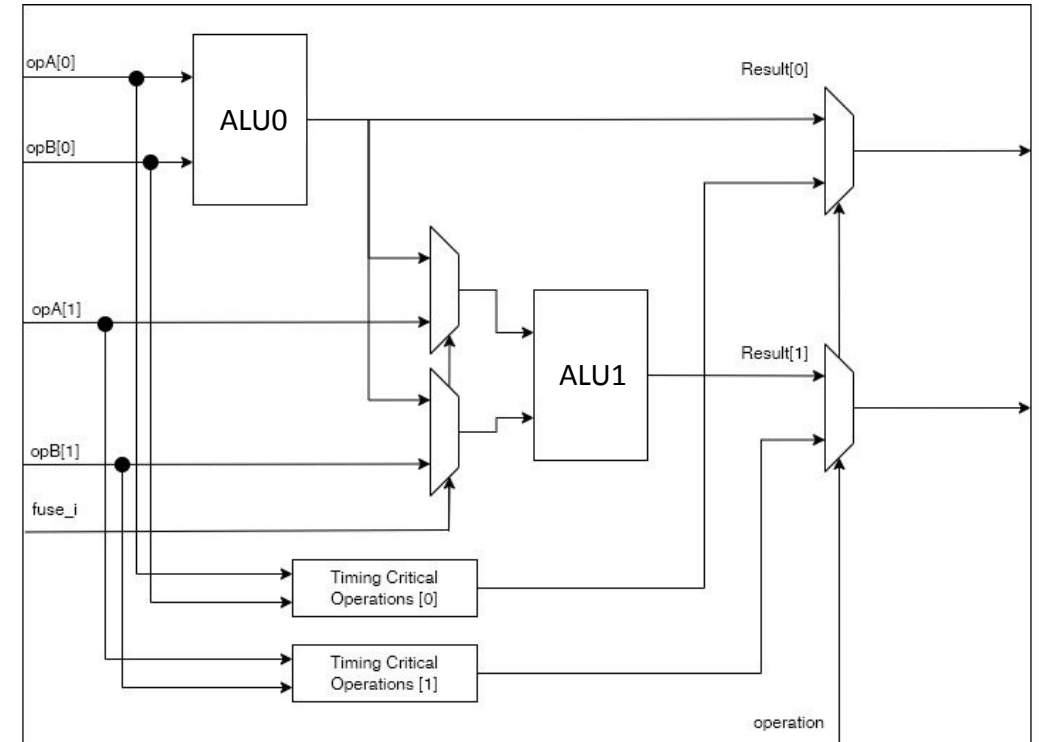 opA[0]
ALU0
Result[0]
opB[0]
opA[1]
Result[1]
ALU1
opB[1]
fuse_i
Timing Critical
Operations [0]
Timing Critical
Operations [1]
operation